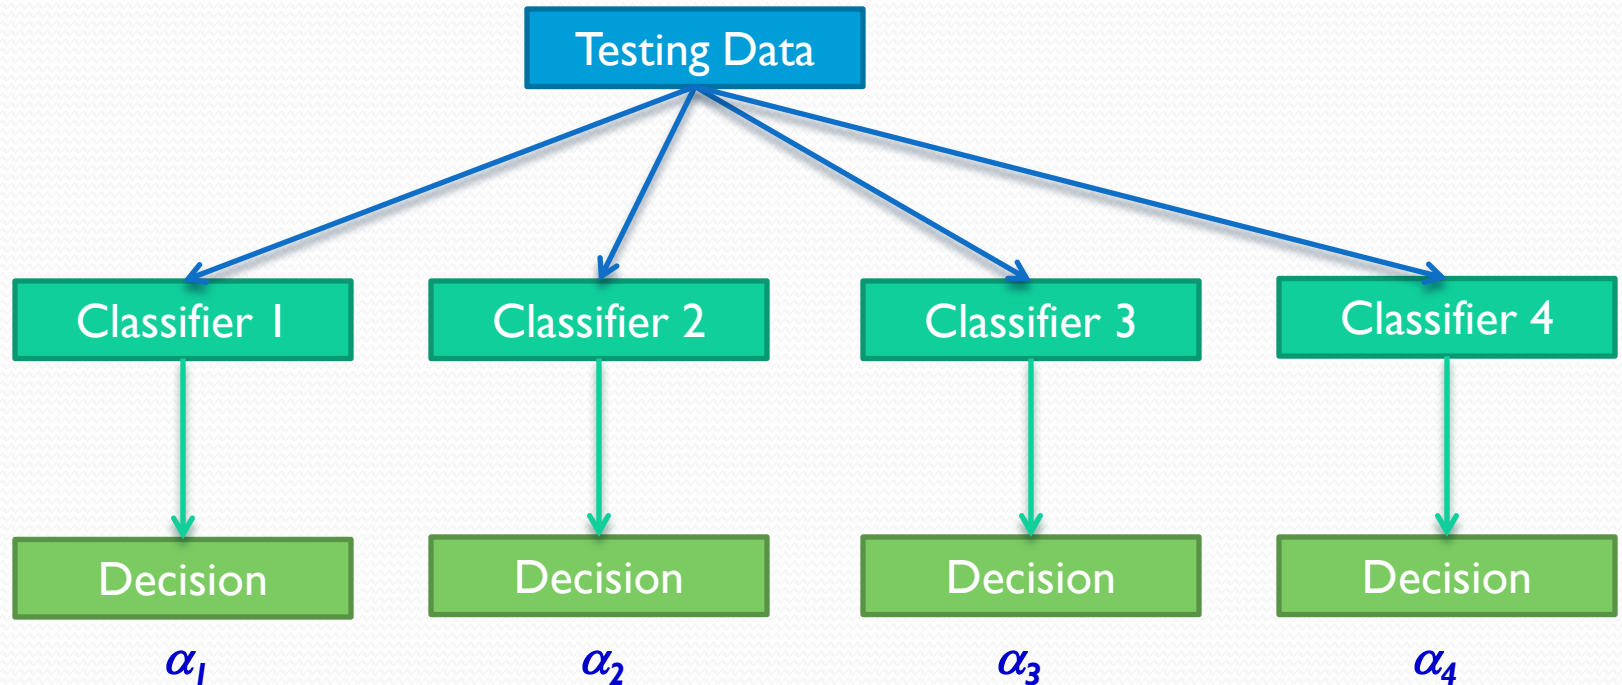 Testing Data
Classifier 1
Classifier 2
Classifier 3
Classifier 4
Decision
Decision
Decision
Decision
α₁
α₂
α₃
α₄